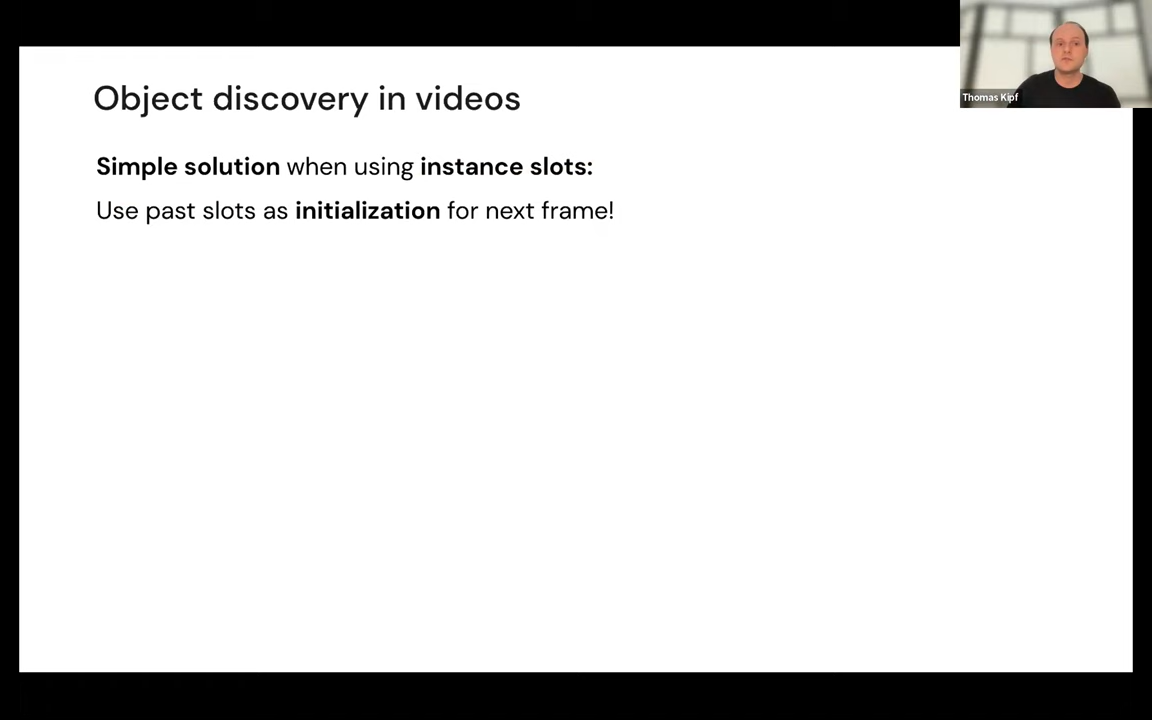 Object discovery in videos
Simple solution when using instance slots:
Use past slots as initialization for next frame!
Thomas Kipf